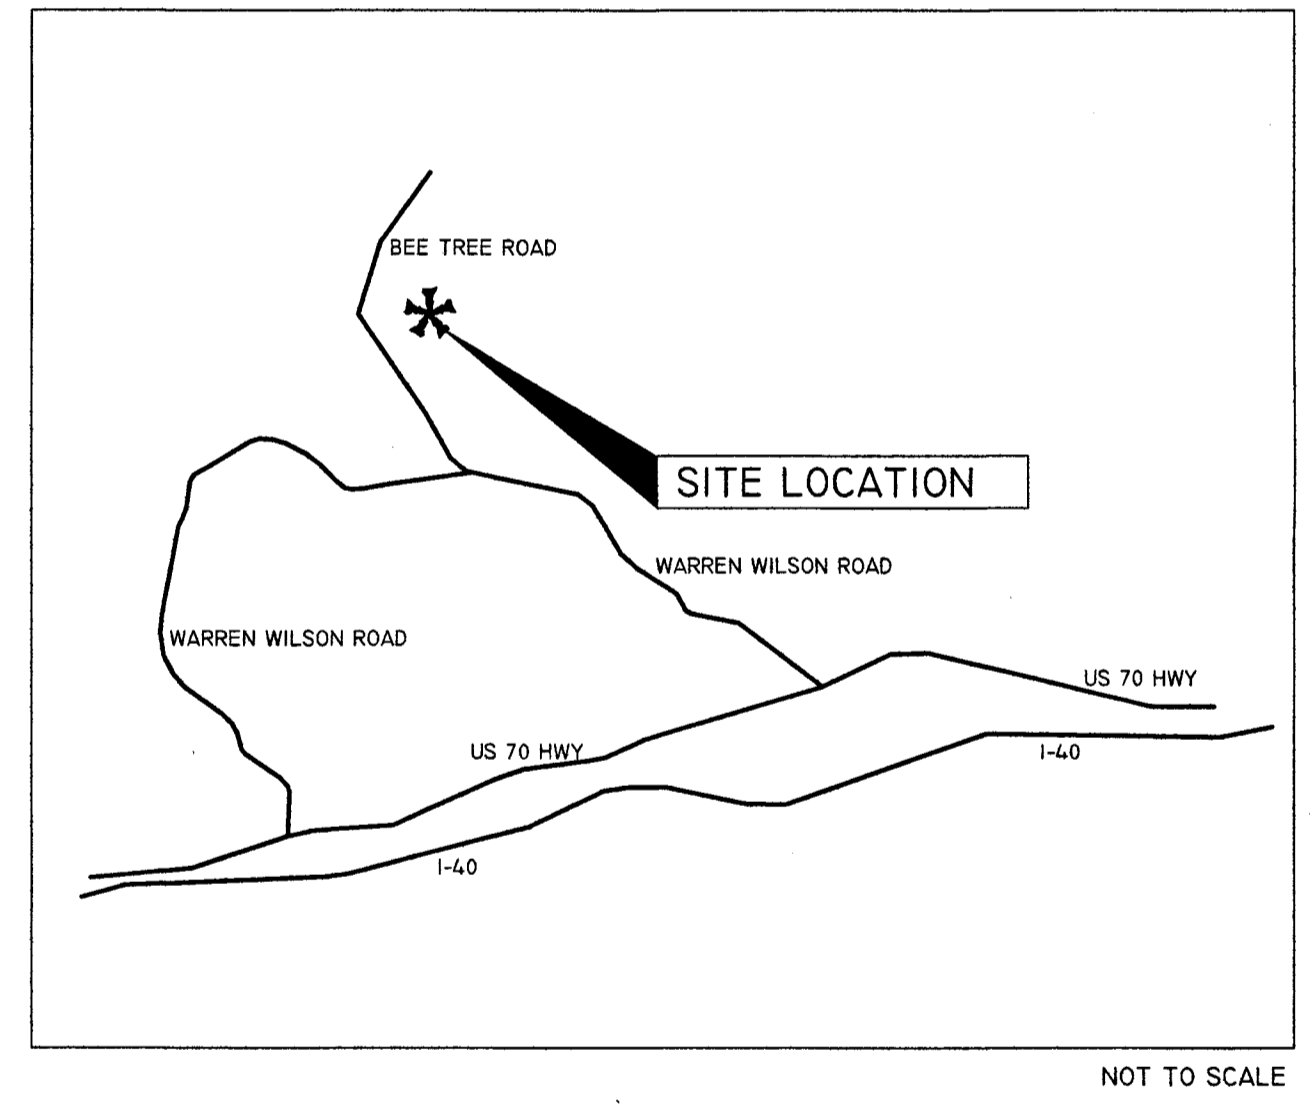 BEE TREE ROAD
SITE LOCATION
WARREN WILSON ROAD
WARREN WILSON ROAD
US 70 HWY
US 70 HWY
I-40
I-40
NOT TO SCALE